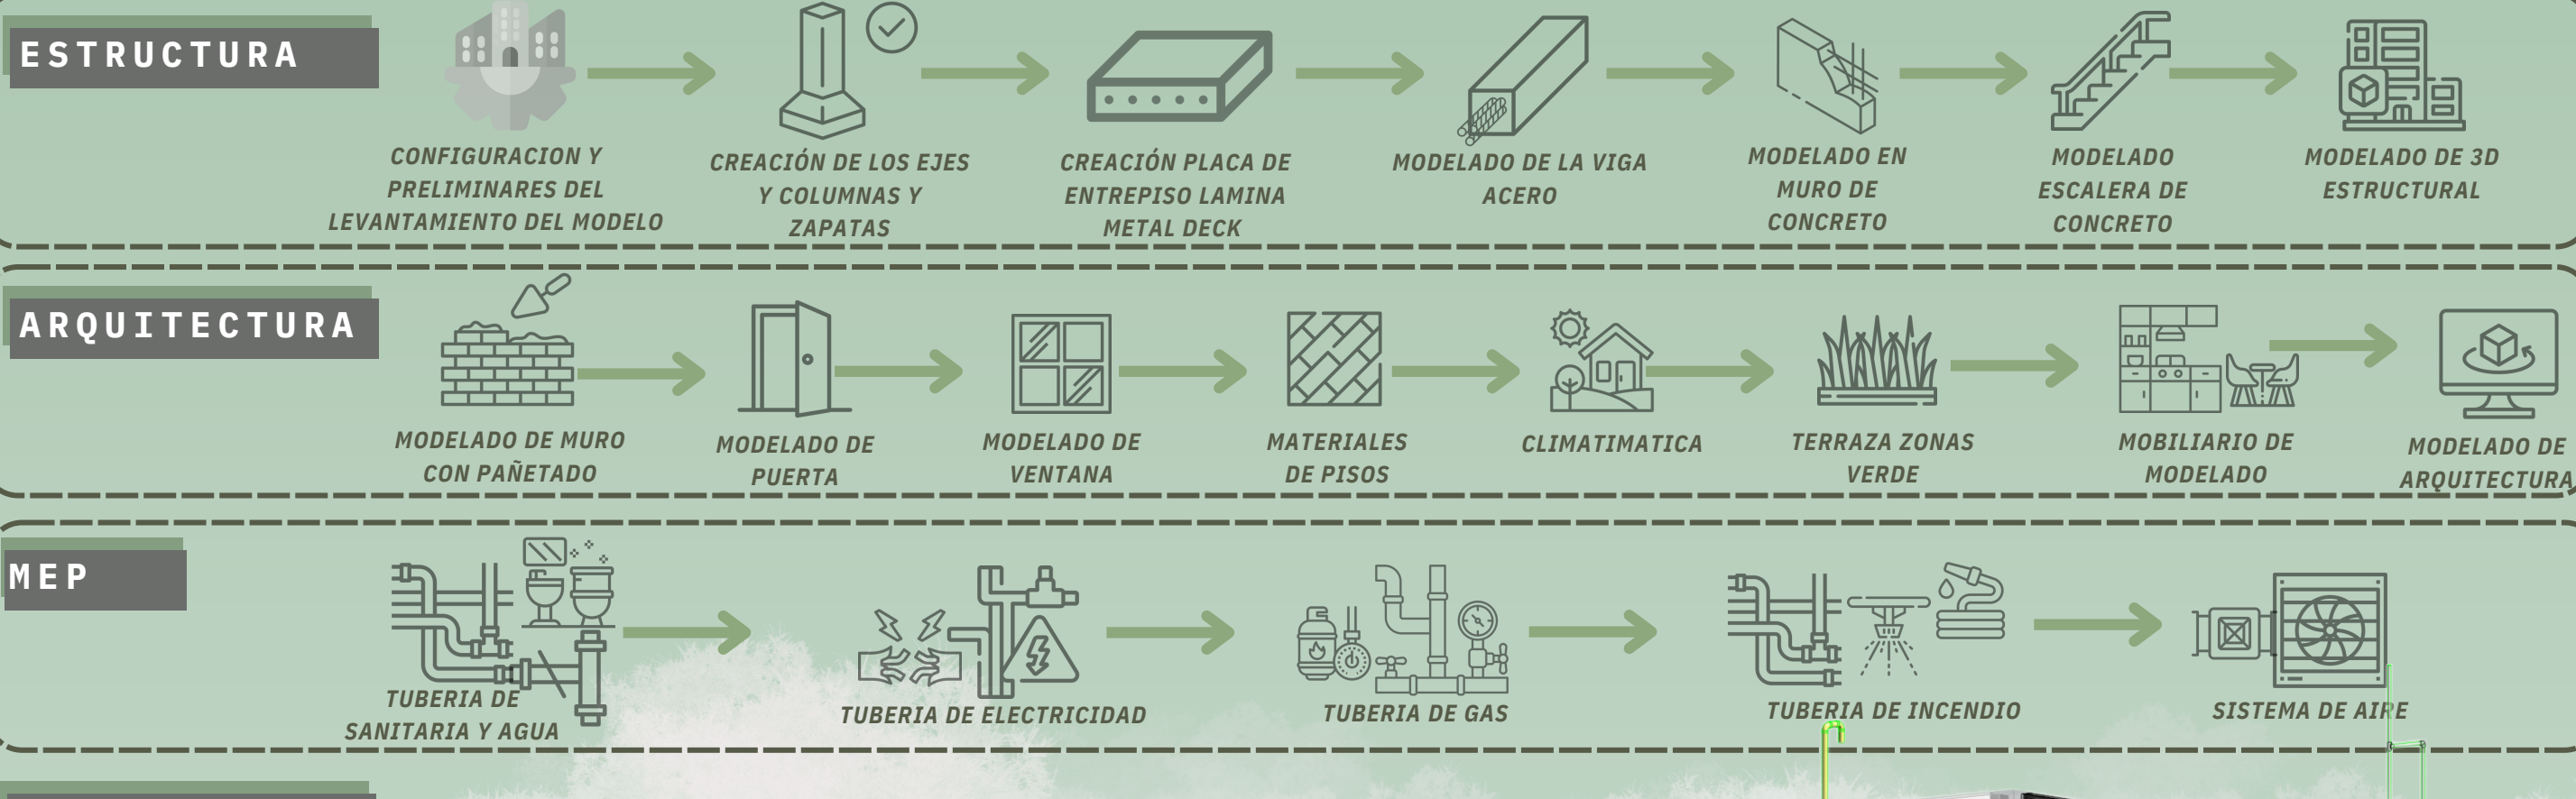 ESTRUCTURA
CONFIGURACION Y
PRELIMINARES DEL
LEVANTAMIENTO DEL MODELO
CREACIÓN DE LOS EJES
Y COLUMNAS Y
ZAPATAS
CREACIÓN PLACA DE
ENTREPISO LAMINA
METAL DECK
MODELADO DE LA VIGA
ACERO
MODELADO EN
MURO DE
CONCRETO
MODELADO
ESCALERA DE
CONCRETO
MODELADO DE 3D
ESTRUCTURAL
ARQUITECTURA
MODELADO DE MURO
CON PAÑETADO
MODELADO DE
PUERTA
MODELADO DE
VENTANA
MATERIALES
DE PISOS
CLIMATIMATICA
TERRAZA ZONAS
VERDE
MOBILIARIO DE
MODELADO
MODELADO DE
ARQUITECTURA
MEP
TUBERIA DE
SANITARIA Y AGUA
TUBERIA DE ELECTRICIDAD
TUBERIA DE GAS
TUBERIA DE INCENDIO
SISTEMA DE AIRE